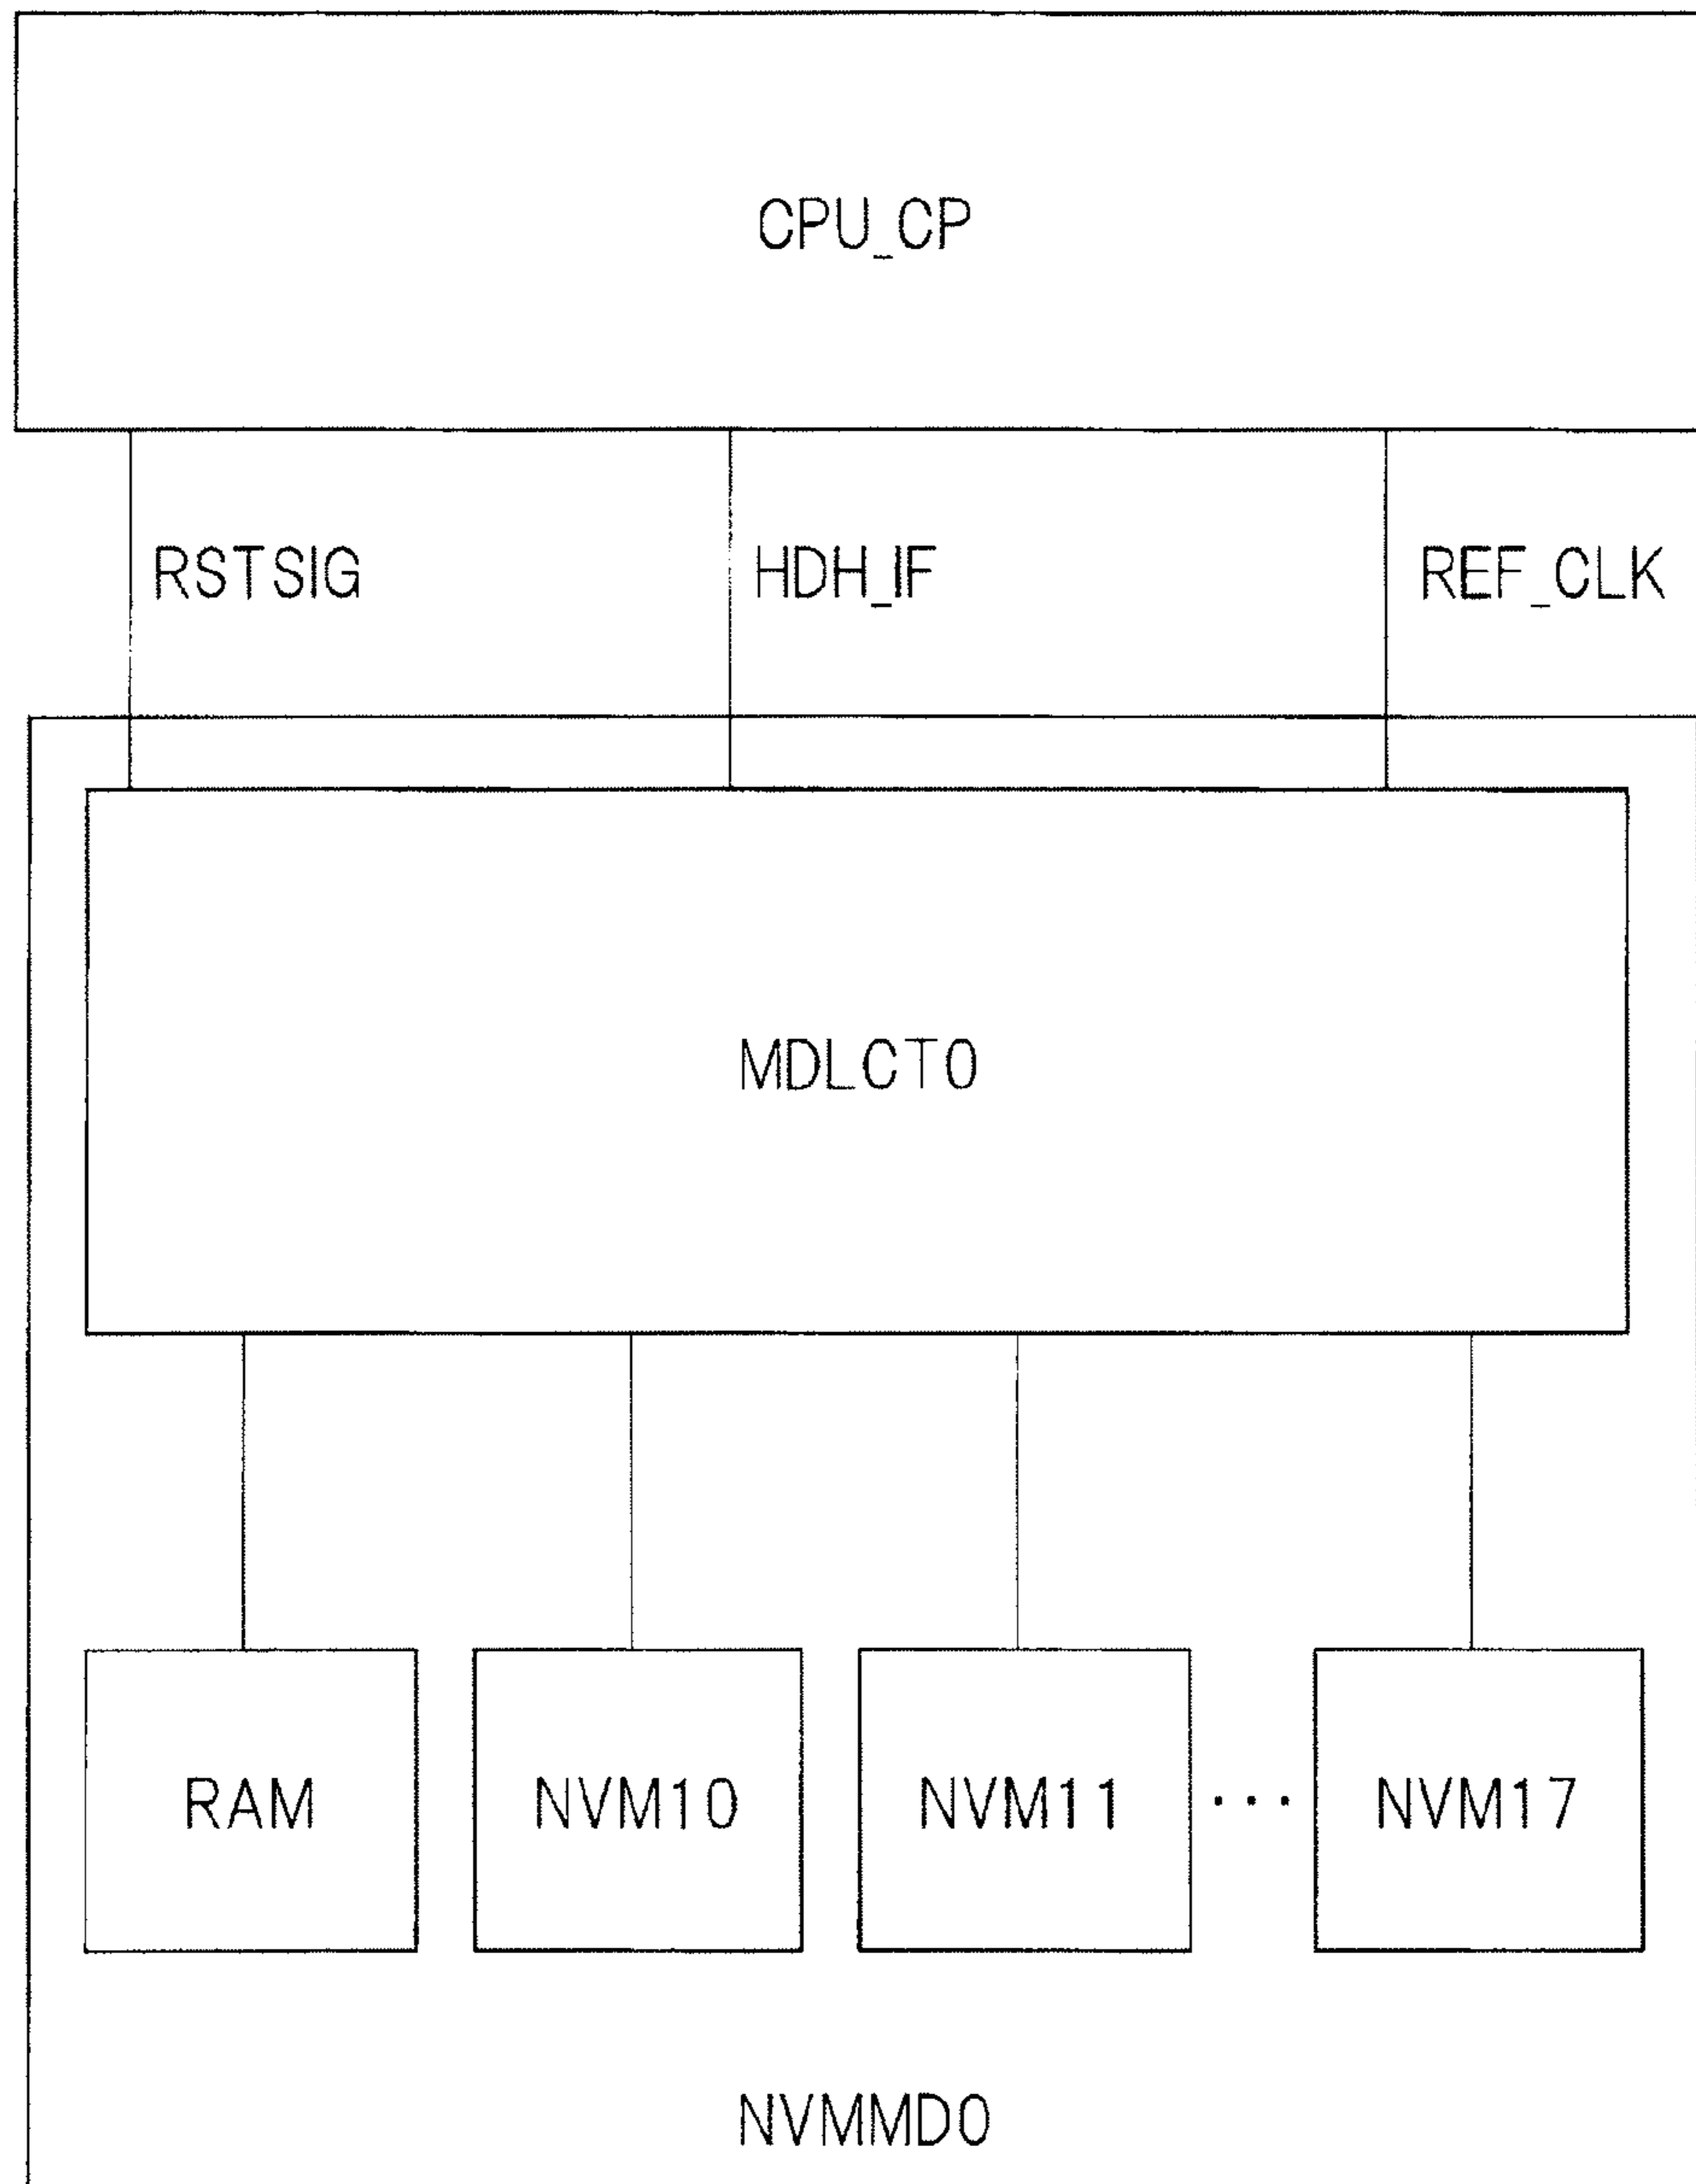 CPU_CP
RSTSIG HDH_IF REF_CLK
MDLCT0
RAM NVM10 NVM11 ... NVM17
NVMMD0